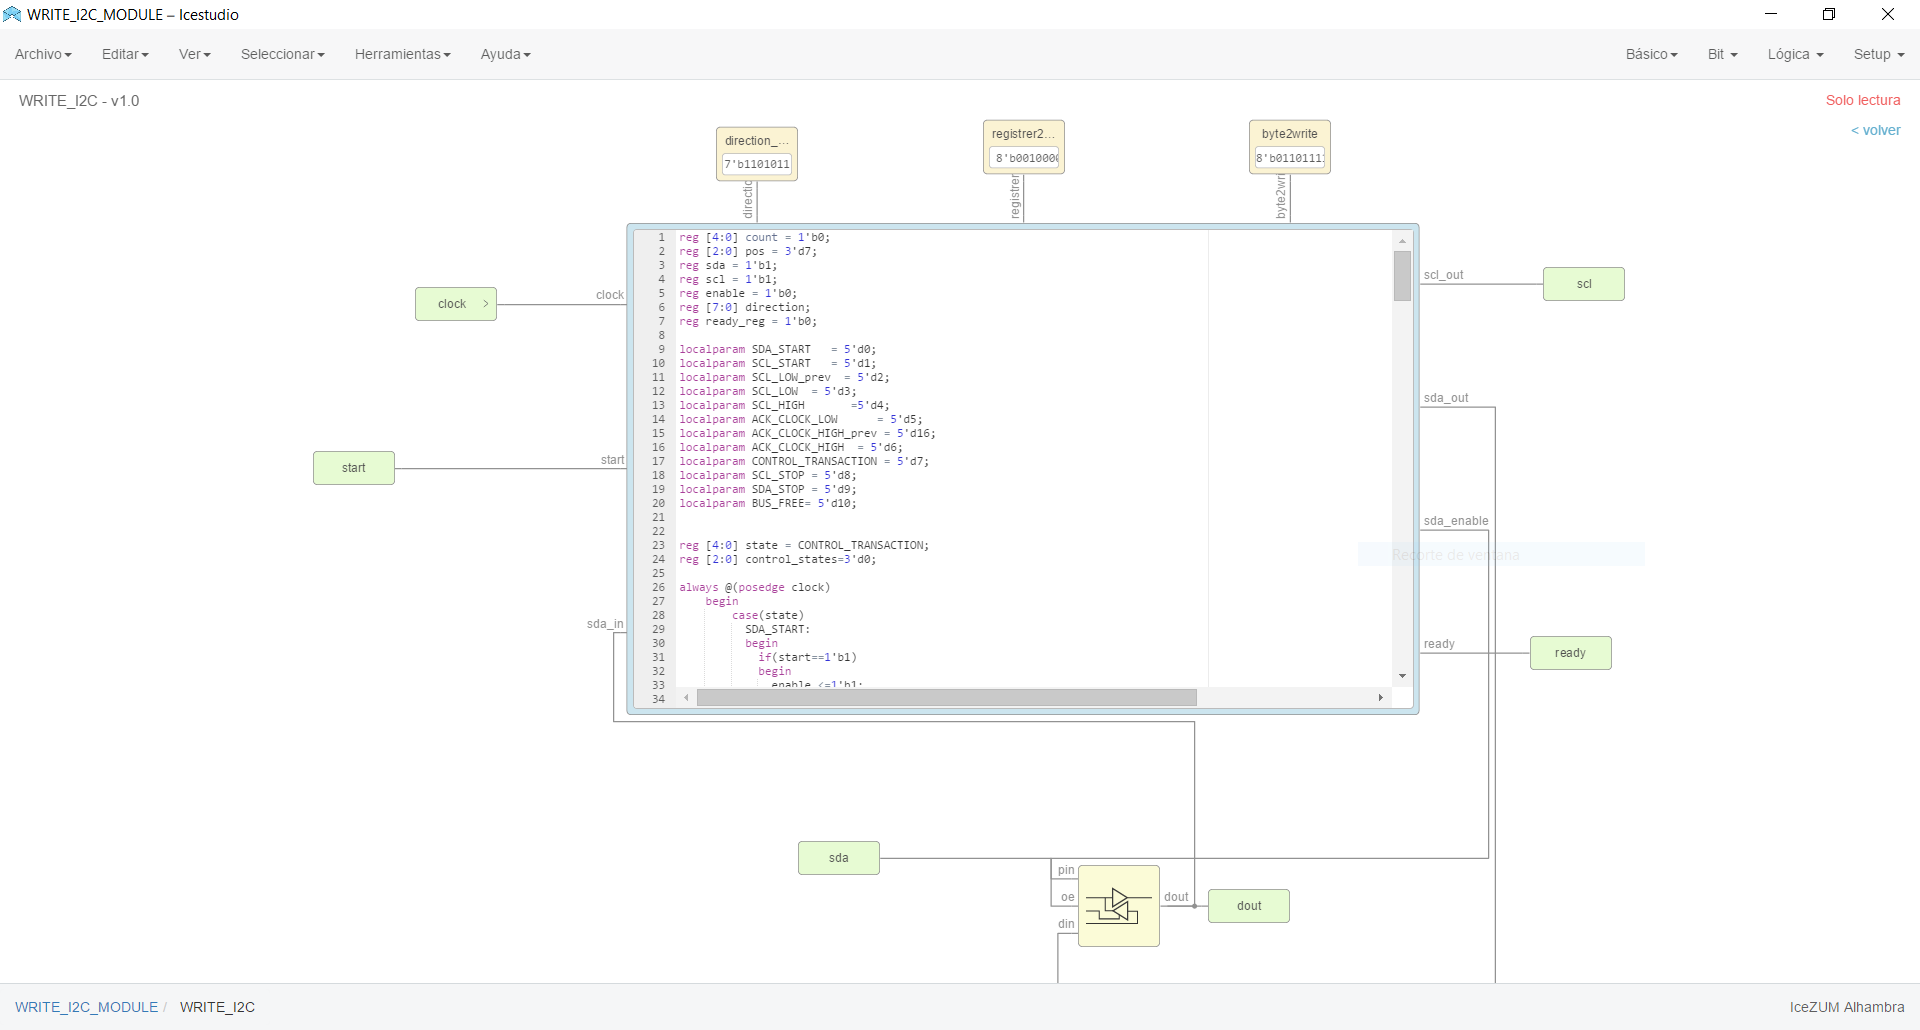 WRITE_I2C_MODULE – Icestudio
Archivo Editar Ver Seleccionar Herramientas Ayuda Básico Bit Lógica Setup
WRITE_I2C - v1.0
Solo lectura
< volver
direction_...
7'b1101011
directic
registrer2...
8'b0010000
registrer
byte2write
8'b01101111
byte2wri
clock
clock
start
start
sda_in
1 reg [4:0] count = 1'b0;
2 reg [2:0] pos = 3'd7;
3 reg sda = 1'b1;
4 reg scl = 1'b1;
5 reg enable = 1'b0;
6 reg [7:0] direction;
7 reg ready_reg = 1'b0;
8
9 localparam SDA_START   = 5'd0;
10 localparam SCL_START   = 5'd1;
11 localparam SCL_LOW_prev  = 5'd2;
12 localparam SCL_LOW  = 5'd3;
13 localparam SCL_HIGH       =5'd4;
14 localparam ACK_CLOCK_LOW      = 5'd5;
15 localparam ACK_CLOCK_HIGH_prev = 5'd16;
16 localparam ACK_CLOCK_HIGH  = 5'd6;
17 localparam CONTROL_TRANSACTION = 5'd7;
18 localparam SCL_STOP = 5'd8;
19 localparam SDA_STOP = 5'd9;
20 localparam BUS_FREE= 5'd10;
21
22
23 reg [4:0] state = CONTROL_TRANSACTION;
24 reg [2:0] control_states=3'd0;
25
26 always @(posedge clock)
27     begin
28         case(state)
29           SDA_START:
30           begin
31             if(start==1'b1)
32             begin
33               enable <=1'b1;
34
scl_out
scl
sda_out
sda_enable
Recorte de ventana
ready
ready
sda
pin
oe
din
dout
dout
WRITE_I2C_MODULE / WRITE_I2C
IceZUM Alhambra